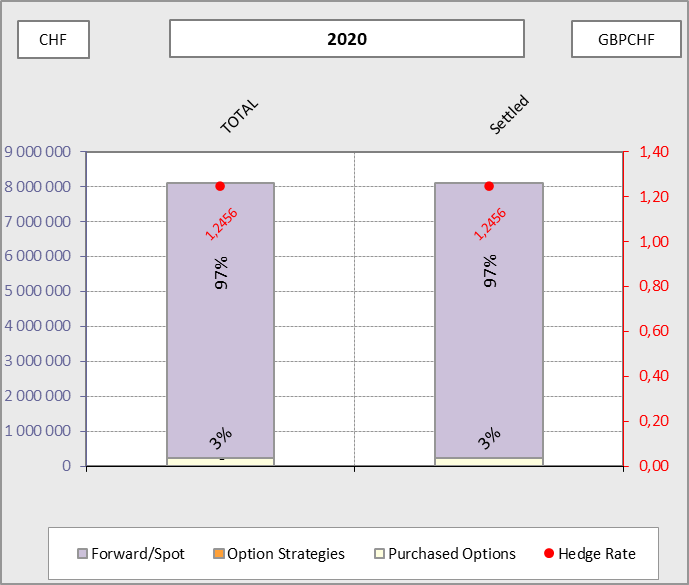 CHF
2020
GBPCHF
TOTAL
Settled
9 000 000
8 000 000
7 000 000
6 000 000
5 000 000
4 000 000
3 000 000
2 000 000
1 000 000
0
1,2456
97%
3%
1,2456
97%
3%
1,40
1,20
1,00
0,80
0,60
0,40
0,20
0,00
Forward/Spot
Option Strategies
Purchased Options
Hedge Rate